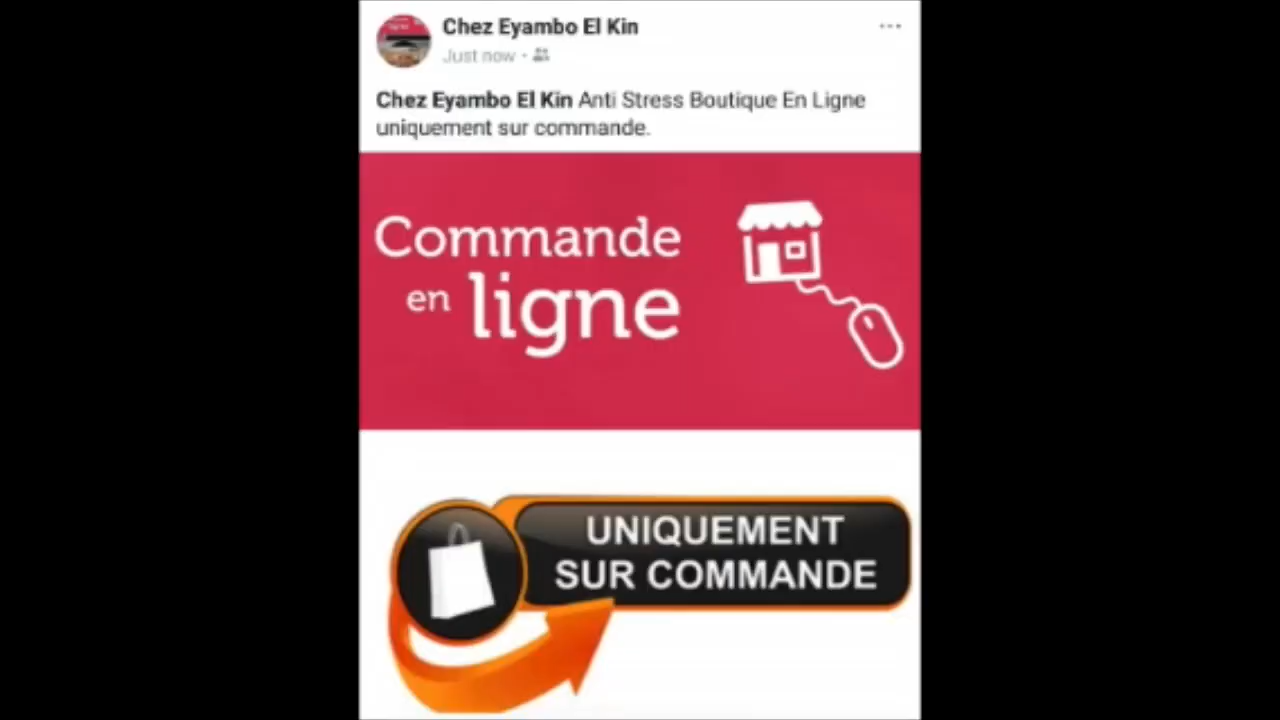 Chez Eyambo El Kin
Just now
Chez Eyambo El Kin Anti Stress Boutique En Ligne
uniquement sur commande.
Commande
en ligne
UNIQUEMENT
SUR COMMANDE